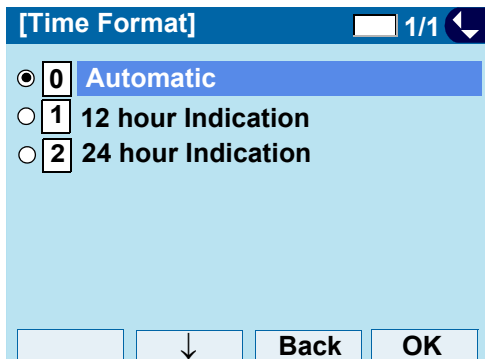 [Time Format] 1/1
0 Automatic
1 12 hour Indication
2 24 hour Indication
↓ Back OK